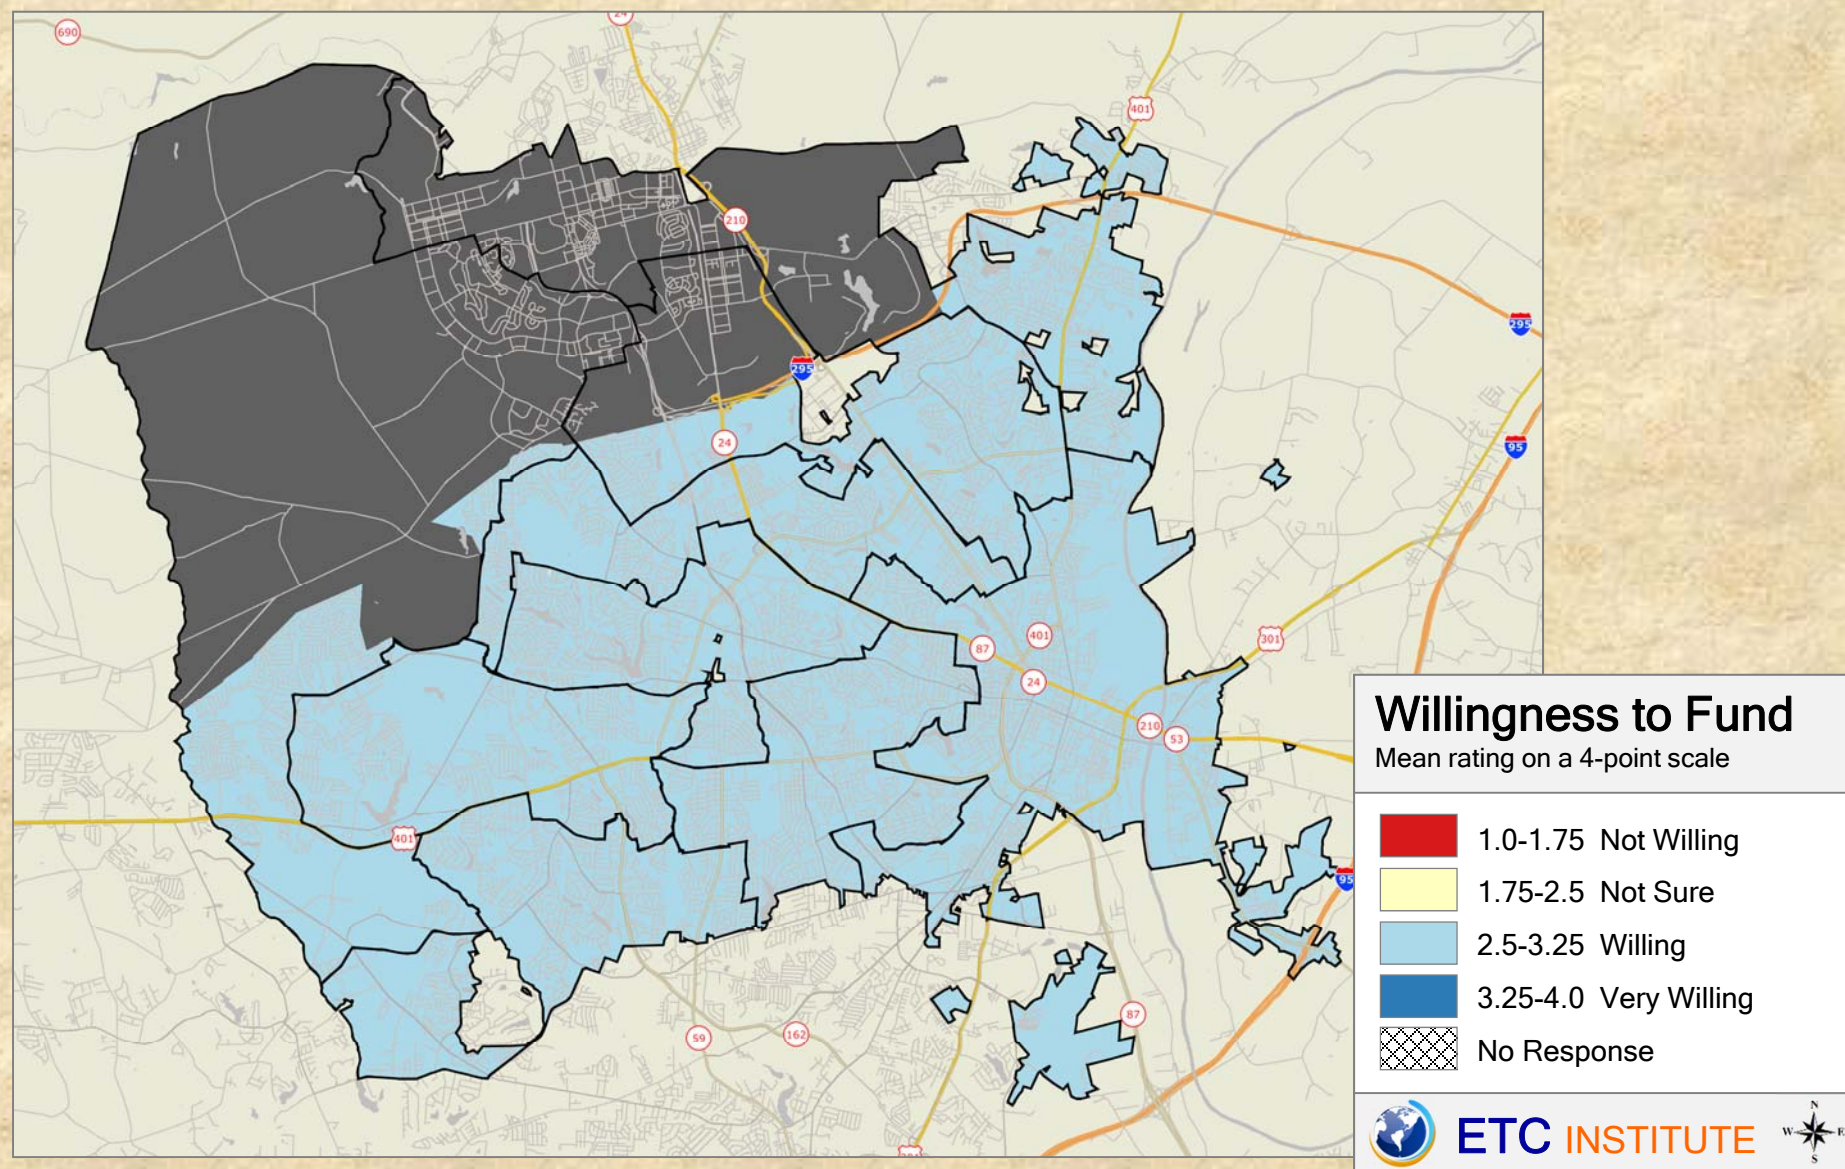 690
24
401
210
295
295
24
95
87
401
24
301
210
53
401
95
87
59
162
Willingness to Fund
Mean rating on a 4-point scale
1.0-1.75 Not Willing
1.75-2.5 Not Sure
2.5-3.25 Willing
3.25-4.0 Very Willing
No Response
ETC INSTITUTE
N
W E
S